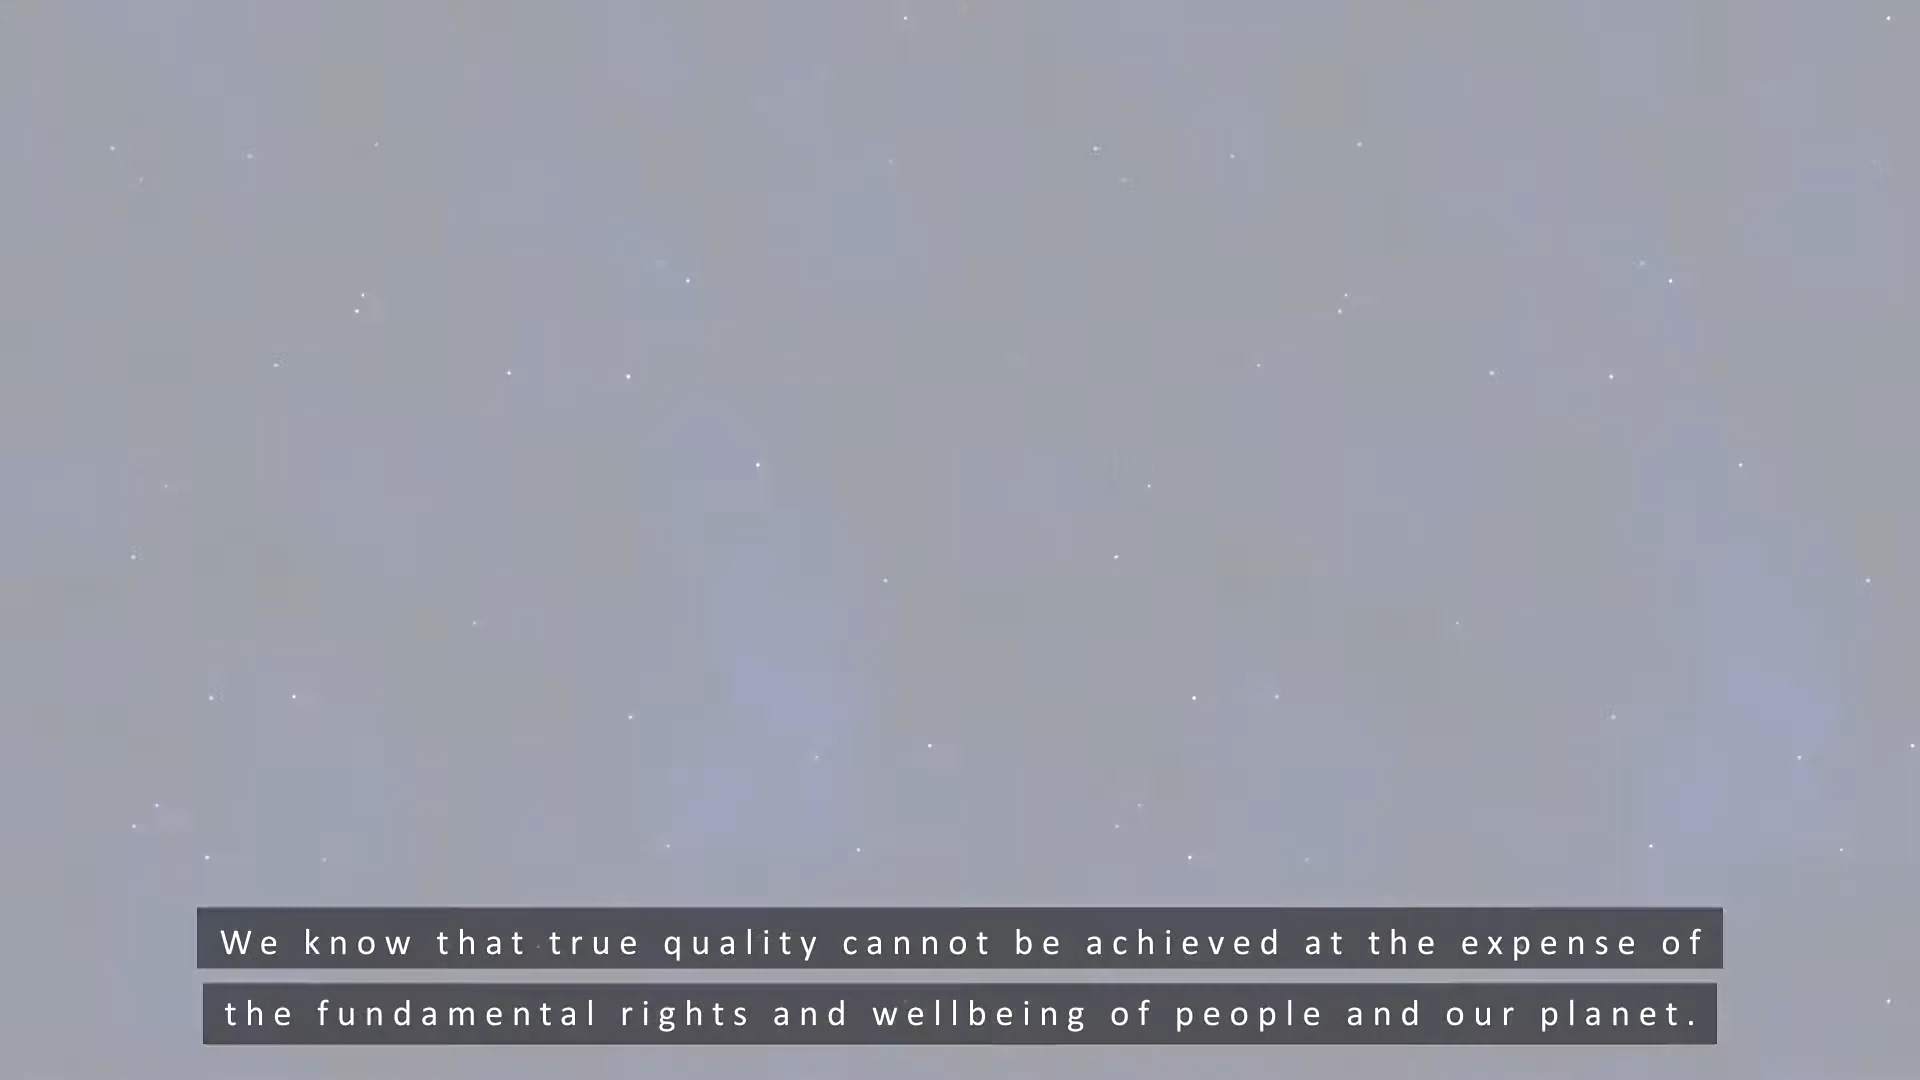 We know that true quality cannot be achieved at the expense of
the fundamental rights and wellbeing of people and our planet.